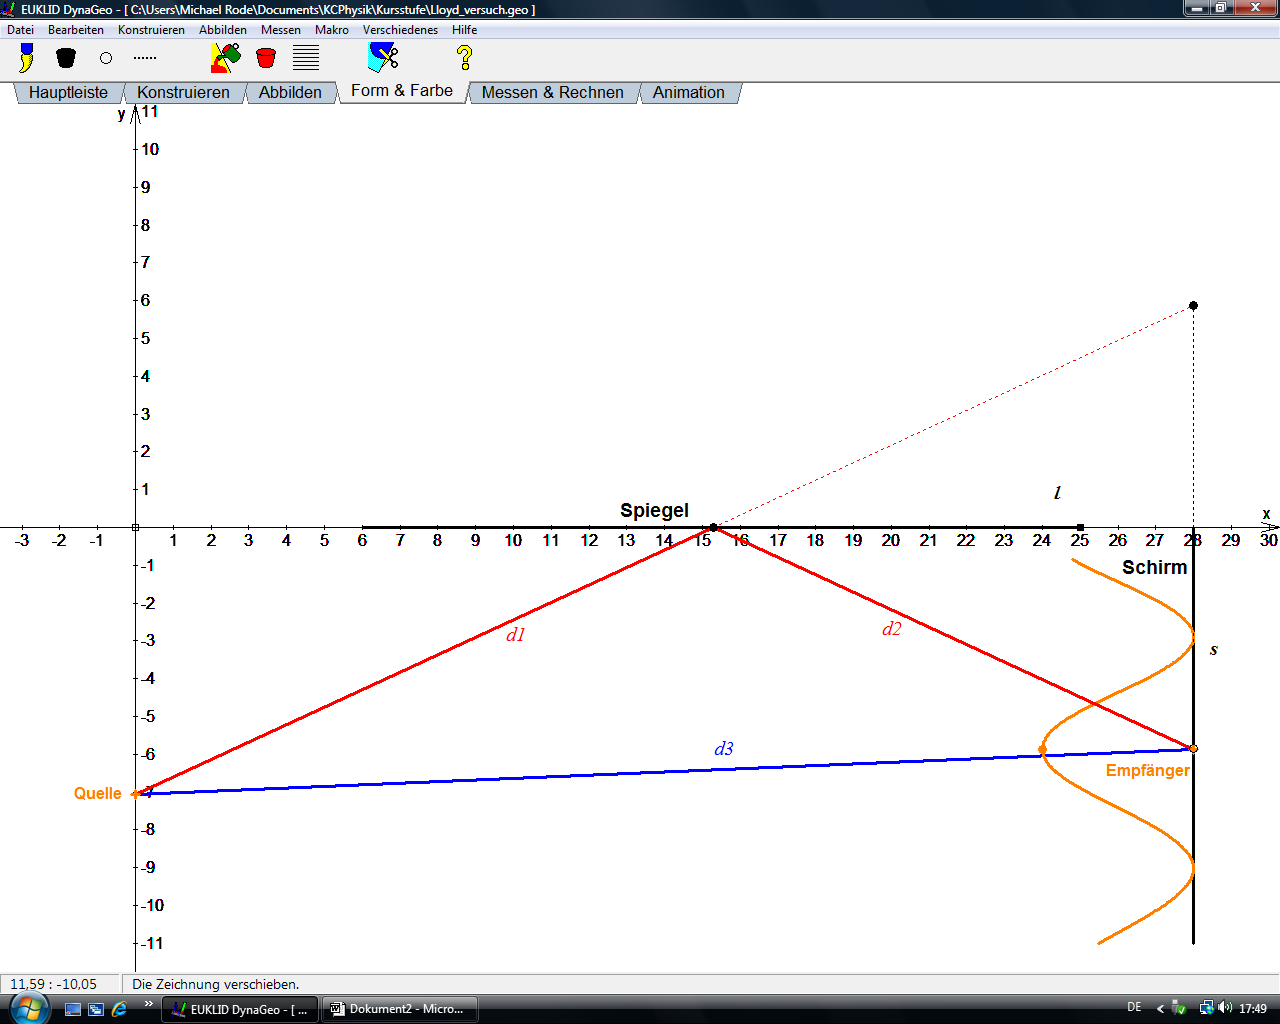 EUKLID DynaGeo - [ C:\Users\Michael Rode\Documents\KCPhysik\Kursstufe\Lloyd_versuch.geo ]
Datei Bearbeiten Konstruieren Abbilden Messen Makro Verschiedenes Hilfe
Hauptleiste Konstruieren Abbilden Form & Farbe Messen & Rechnen Animation
y 11
10
9
8
7
6
5
4
3
2
1
l
Spiegel
x
-3 -2 -1 1 2 3 4 5 6 7 8 9 10 11 12 13 14 15 16 17 18 19 20 21 22 23 24 25 26 27 28 29 30
-1
Schirm
-2
d1
d2
-3
s
-4
-5
-6
d3
Empfänger
Quelle
-7
-8
-9
-10
-11
11,59 : -10,05 Die Zeichnung verschieben.
» EUKLID DynaGeo - [ ... Dokument2 - Micro... DE < 17:49